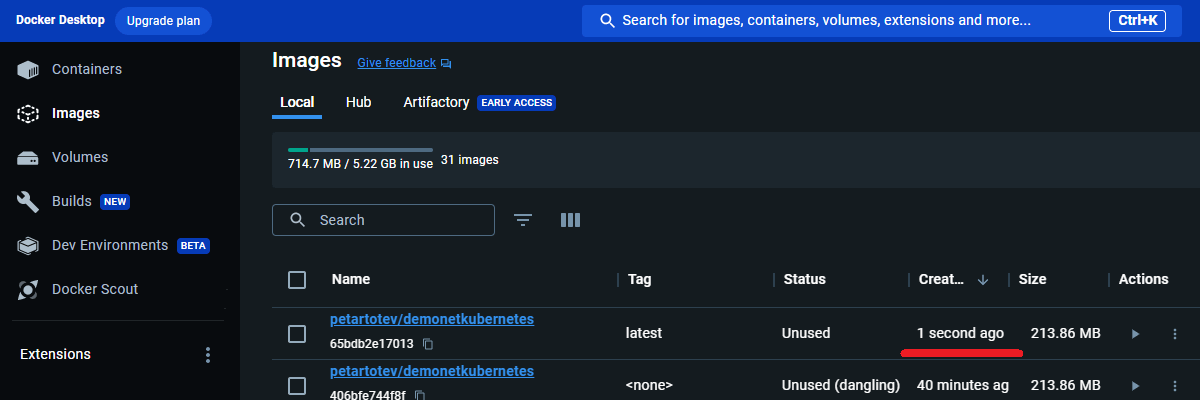 Docker Desktop Upgrade plan Search for images, containers, volumes, extensions and more... Ctrl+K
Containers
Images
Volumes
Builds NEW
Dev Environments BETA
Docker Scout
Extensions
Images Give feedback
Local Hub Artifactory EARLY ACCESS
714.7 MB / 5.22 GB in use 31 images
Search
Name Tag Status Creat... Size Actions
petartotev/demonetkubernetes
65bdb2e17013 latest Unused 1 second ago 213.86 MB
petartotev/demonetkubernetes
406bfe744f8f <none> Unused (dangling) 40 minutes ag 213.86 MB